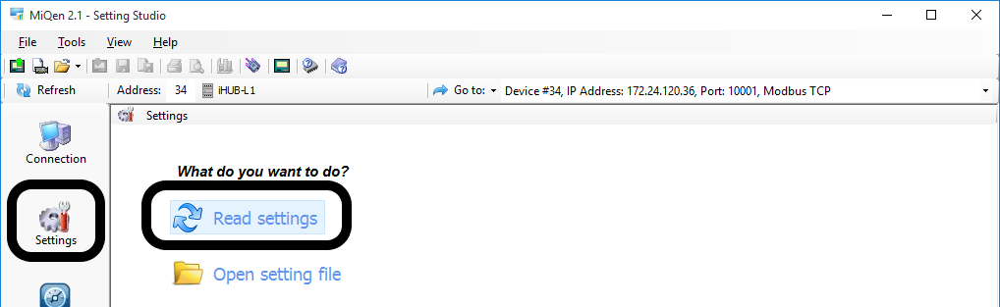 MiQen 2.1 - Setting Studio
File Tools View Help
Refresh Address: 34 iHUB-L1 Go to: Device #34, IP Address: 172.24.120.36, Port: 10001, Modbus TCP
Settings
Connection
What do you want to do?
Settings
Read settings
Open setting file